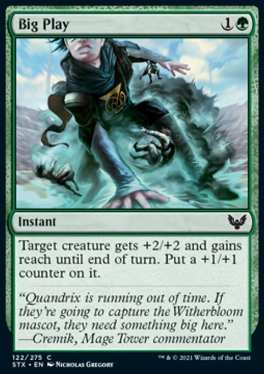 Big Play 1
Instant
Target creature gets +2/+2 and gains
reach until end of turn. Put a +1/+1
counter on it.
“Quandrix is running out of time. If
they’re going to capture the Witherbloom
mascot, they need something big here.”
—Cremik, Mage Tower commentator
122/275 C
STX • EN NICHOLAS GREGORY
™ & © 2021 Wizards of the Coast